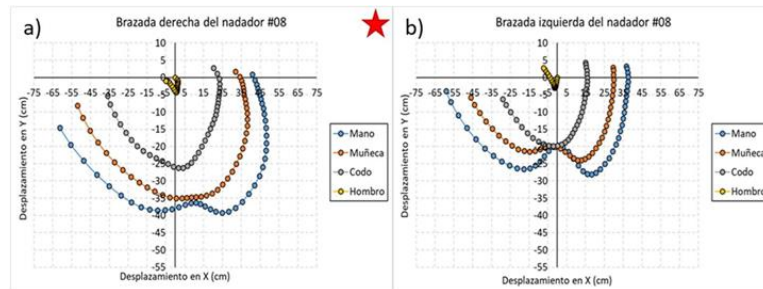 a)
Brazada derecha del nadador #08
Desplazamiento en Y (cm)
10
5
0
-5
-10
-15
-20
-25
-30
-35
-40
-45
-50
-55
-75 -65 -55 -45 -35 -25 -15 -5 5 15 25 35 45 55 65 75
Mano
Muñeca
Codo
Hombro
Desplazamiento en X (cm)
b)
Brazada izquierda del nadador #08
Desplazamiento en Y (cm)
10
5
0
-5
-10
-15
-20
-25
-30
-35
-40
-45
-50
-55
-75 -65 -55 -45 -35 -25 -15 -5 5 15 25 35 45 55 65 75
Mano
Muñeca
Codo
Hombro
Desplazamiento en X (cm)